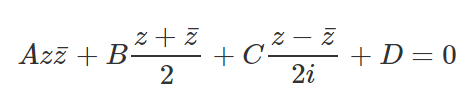 $Az\bar{z} + B\frac{z + \bar{z}}{2} + C\frac{z - \bar{z}}{2i} + D = 0$